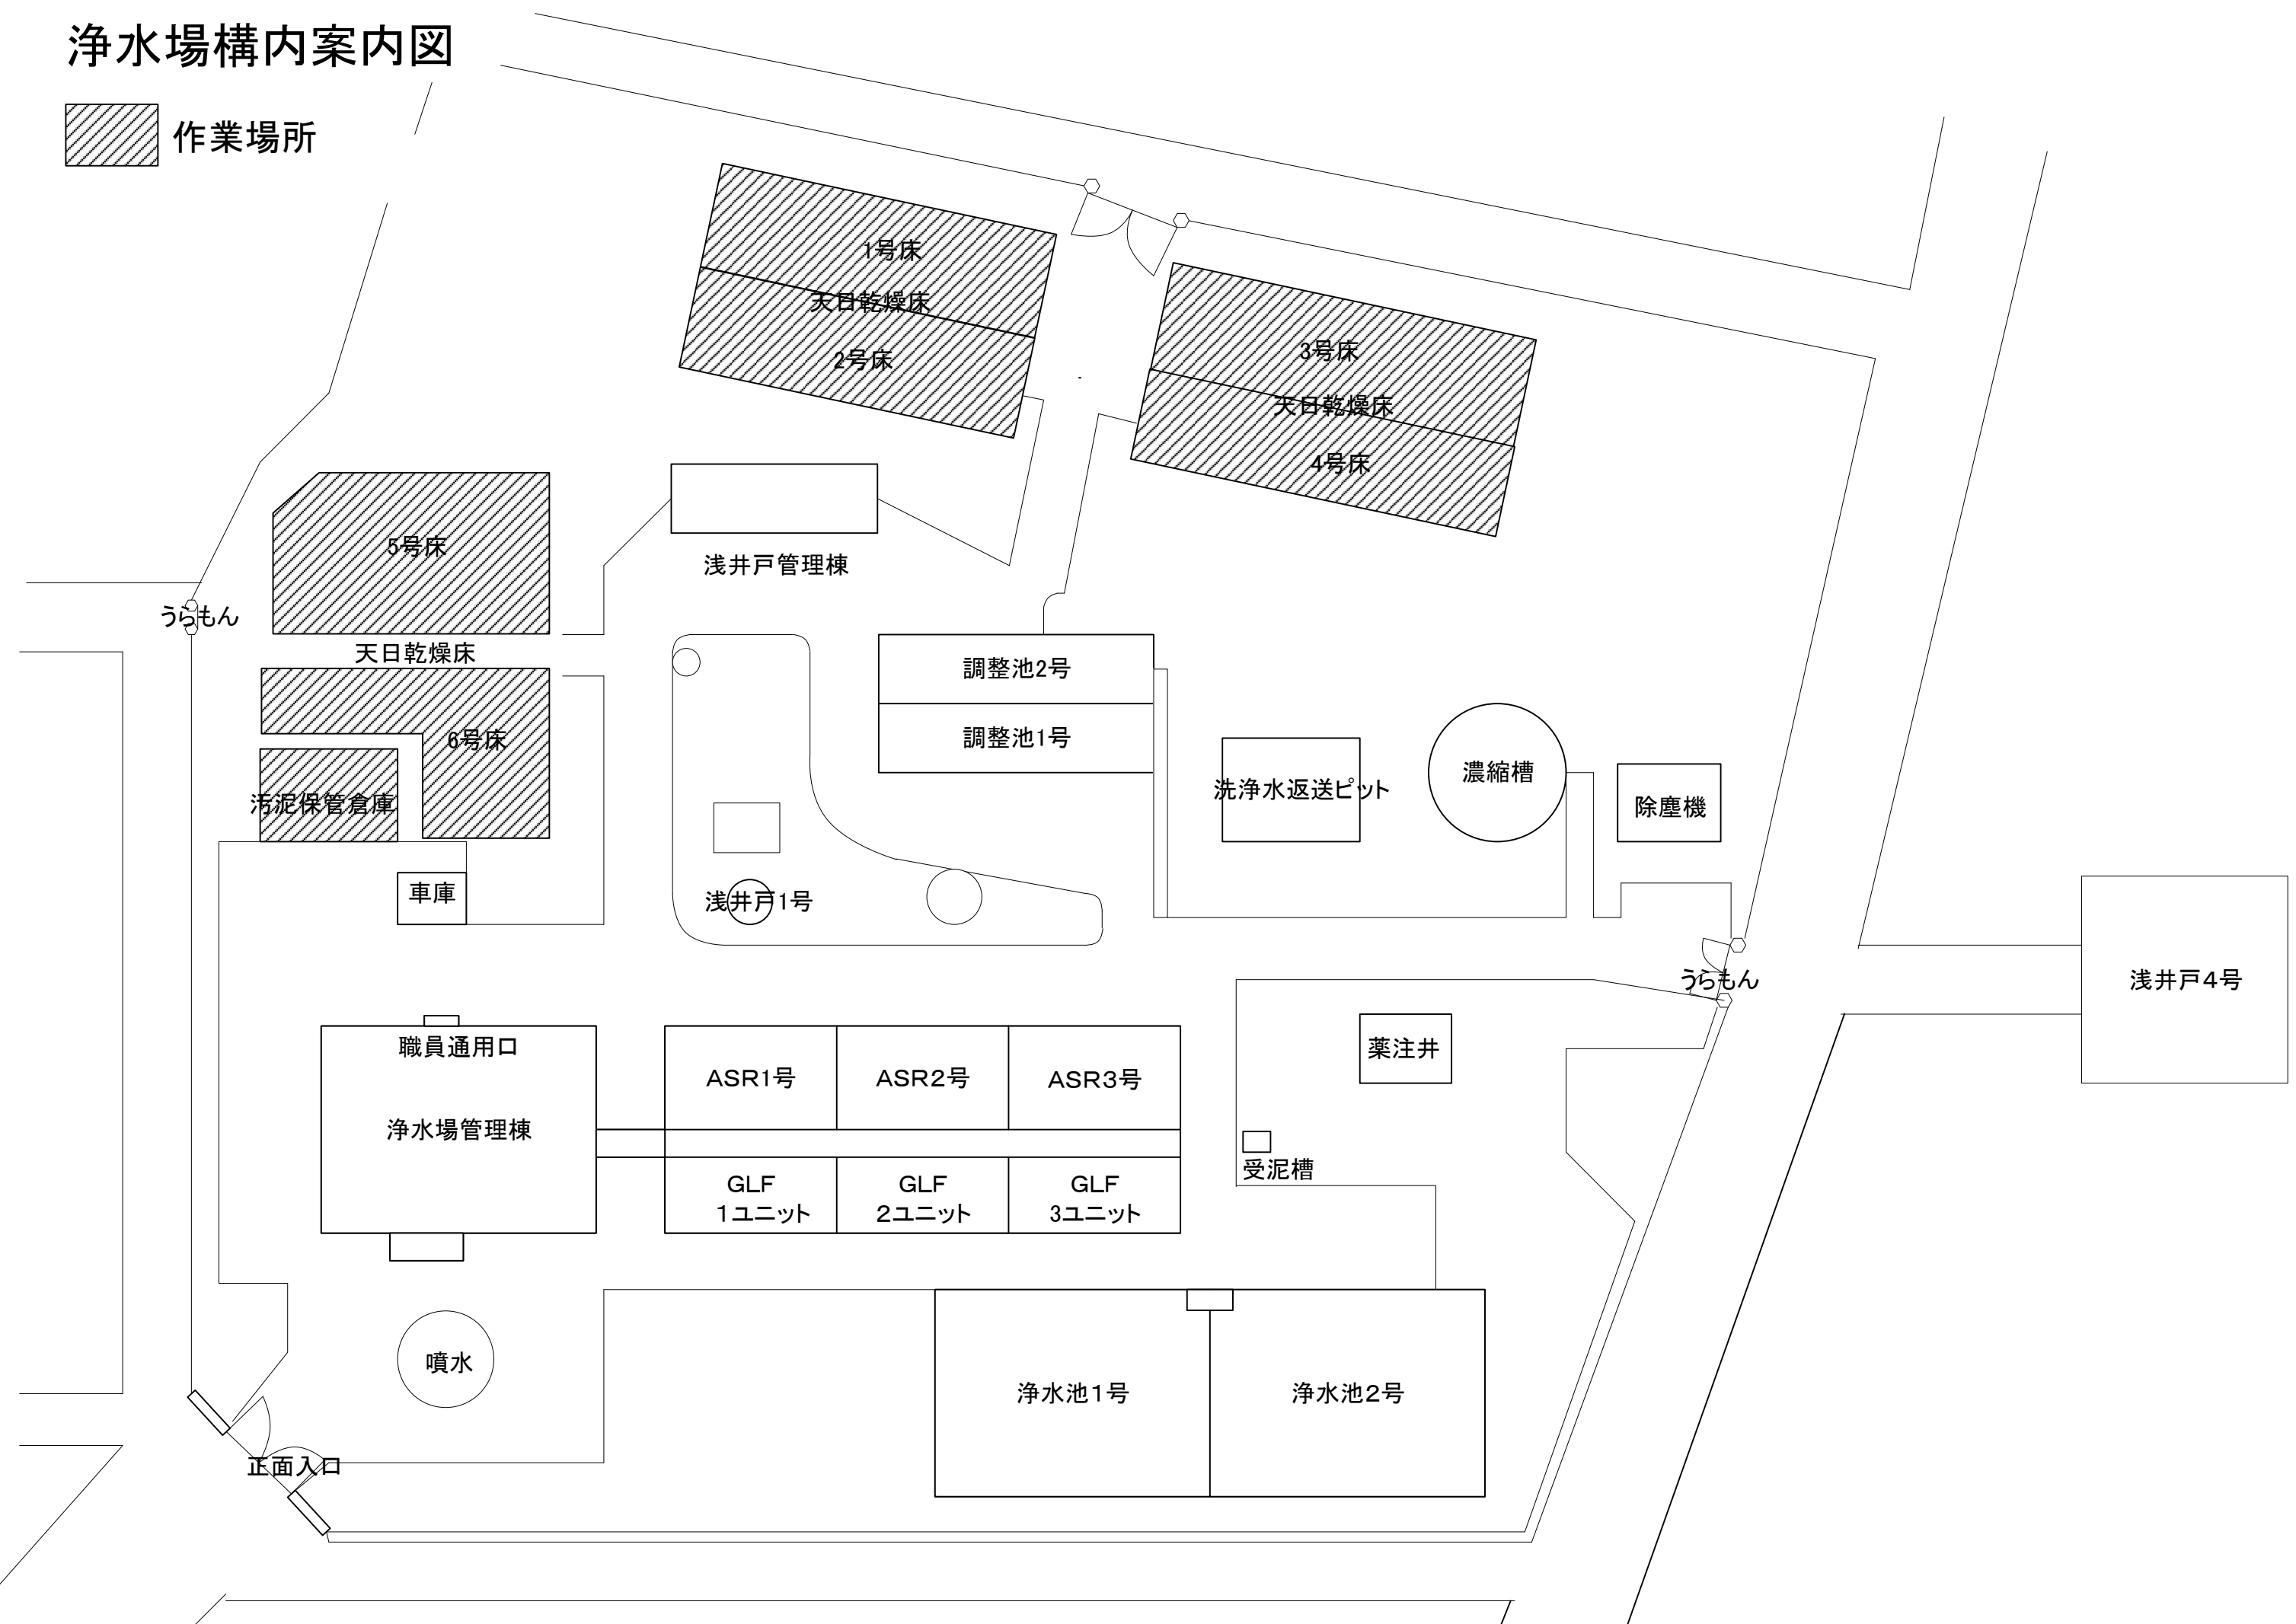 浄水場構内案内図
作業場所
1号床
天日乾燥床
2号床
3号床
天日乾燥床
4号床
5号床
浅井戸管理棟
うらもん
天日乾燥床
調整池2号
6号床
調整池1号
濃縮槽
洗浄水返送ピット
汚泥保管倉庫
除塵機
車庫
浅井戸1号
うらもん
浅井戸4号
職員通用口
薬注井
ASR1号
ASR2号
ASR3号
浄水場管理棟
受泥槽
GLF
1ユニット
GLF
2ユニット
GLF
3ユニット
噴水
浄水池1号
浄水池2号
正面入口